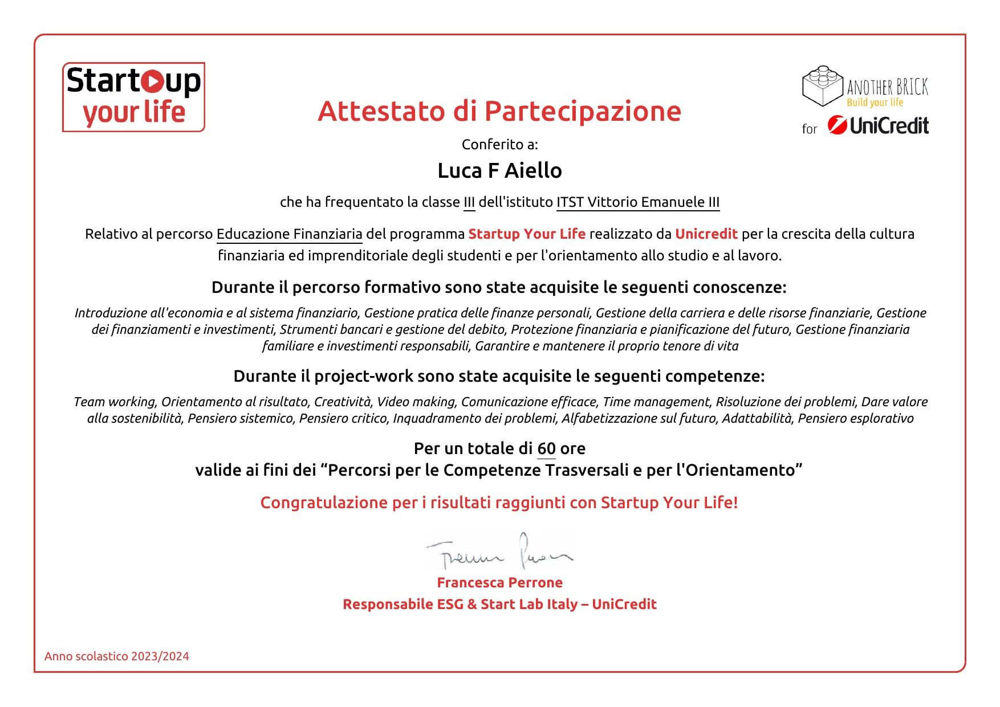 Start up
your life
ANOTHER BRICK
Build your life
for UniCredit
Attestato di Partecipazione
Conferito a:
Luca F Aiello
che ha frequentato la classe III dell'istituto ITST Vittorio Emanuele III
Relativo al percorso Educazione Finanziaria del programma Startup Your Life realizzato da Unicredit per la crescita della cultura
finanziaria ed imprenditoriale degli studenti e per l'orientamento allo studio e al lavoro.
Durante il percorso formativo sono state acquisite le seguenti conoscenze:
Introduzione all'economia e al sistema finanziario, Gestione pratica delle finanze personali, Gestione della carriera e delle risorse finanziarie, Gestione
dei finanziamenti e investimenti, Strumenti bancari e gestione del debito, Protezione finanziaria e pianificazione del futuro, Gestione finanziaria
familiare e investimenti responsabili, Garantire e mantenere il proprio tenore di vita
Durante il project-work sono state acquisite le seguenti competenze:
Team working, Orientamento al risultato, Creatività, Video making, Comunicazione efficace, Time management, Risoluzione dei problemi, Dare valore
alla sostenibilità, Pensiero sistemico, Pensiero critico, Inquadramento dei problemi, Alfabetizzazione sul futuro, Adattabilità, Pensiero esplorativo
Per un totale di 60 ore
valide ai fini dei “Percorsi per le Competenze Trasversali e per l'Orientamento”
Congratulazione per i risultati raggiunti con Startup Your Life!
Francesca Perrone
Responsabile ESG & Start Lab Italy – UniCredit
Anno scolastico 2023/2024